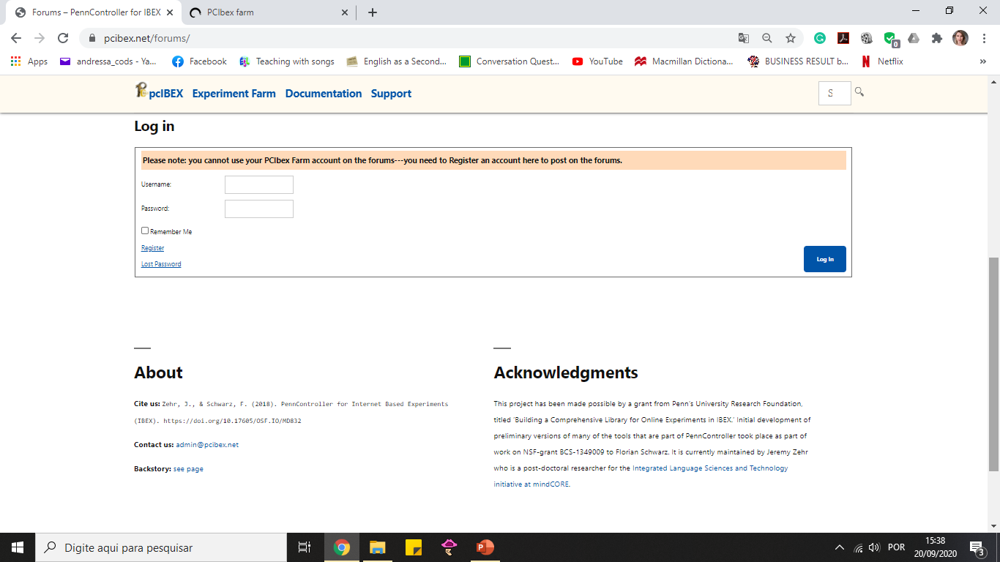 Forums – PennController for IBEX
PCIbex farm
pcibex.net/forums/
Apps
andressa_cods - Ya...
Facebook
Teaching with songs
English as a Second...
Conversation Quest...
YouTube
Macmillan Dictiona...
BUSINESS RESULT b...
Netflix
»
pcIBEX Experiment Farm Documentation Support
S
Log in
Please note: you cannot use your PCIbex Farm account on the forums---you need to Register an account here to post on the forums.
Username:
Password:
Remember Me
Register
Lost Password
Log In
About
Cite us: Zehr, J., & Schwarz, F. (2018). PennController for Internet Based Experiments
(IBEX). https://doi.org/10.17605/OSF.IO/MD832
Contact us: admin@pcibex.net
Backstory: see page
Acknowledgments
This project has been made possible by a grant from Penn's University Research Foundation,
titled 'Building a Comprehensive Library for Online Experiments in IBEX.' Initial development of
preliminary versions of many of the tools that are part of PennController took place as part of
work on NSF-grant BCS-1349009 to Florian Schwarz. It is currently maintained by Jeremy Zehr
who is a post-doctoral researcher for the Integrated Language Sciences and Technology
initiative at mindCORE.
Digite aqui para pesquisar
POR
15:38
20/09/2020
3